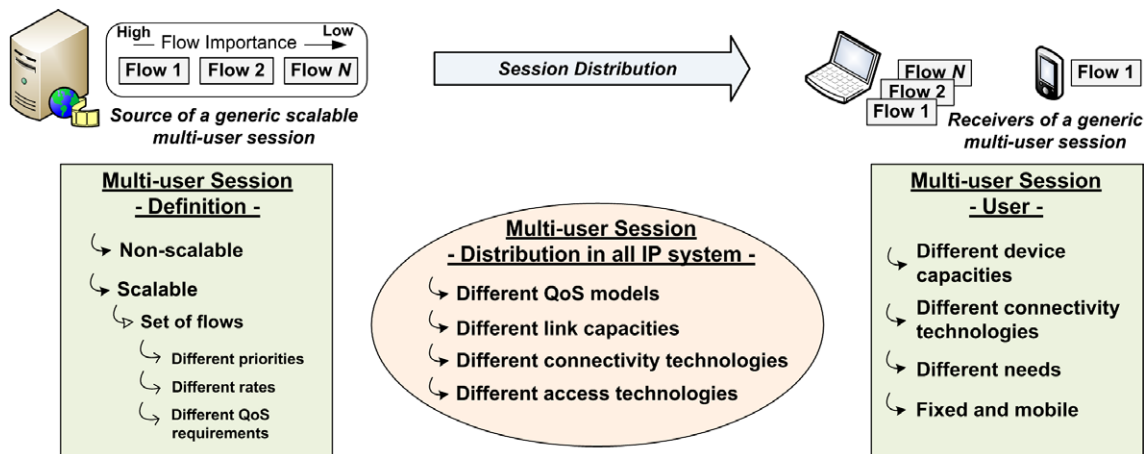 High Low
Flow Importance
Flow 1 Flow 2 Flow N
Source of a generic scalable
multi-user session
Session Distribution
Flow N
Flow 2
Flow 1
Flow 1
Receivers of a generic
multi-user session
Multi-user Session
- Definition -
Non-scalable
Scalable
Set of flows
Different priorities
Different rates
Different QoS
requirements
Multi-user Session
- Distribution in all IP system -
Different QoS models
Different link capacities
Different connectivity technologies
Different access technologies
Multi-user Session
- User -
Different device
capacities
Different connectivity
technologies
Different needs
Fixed and mobile